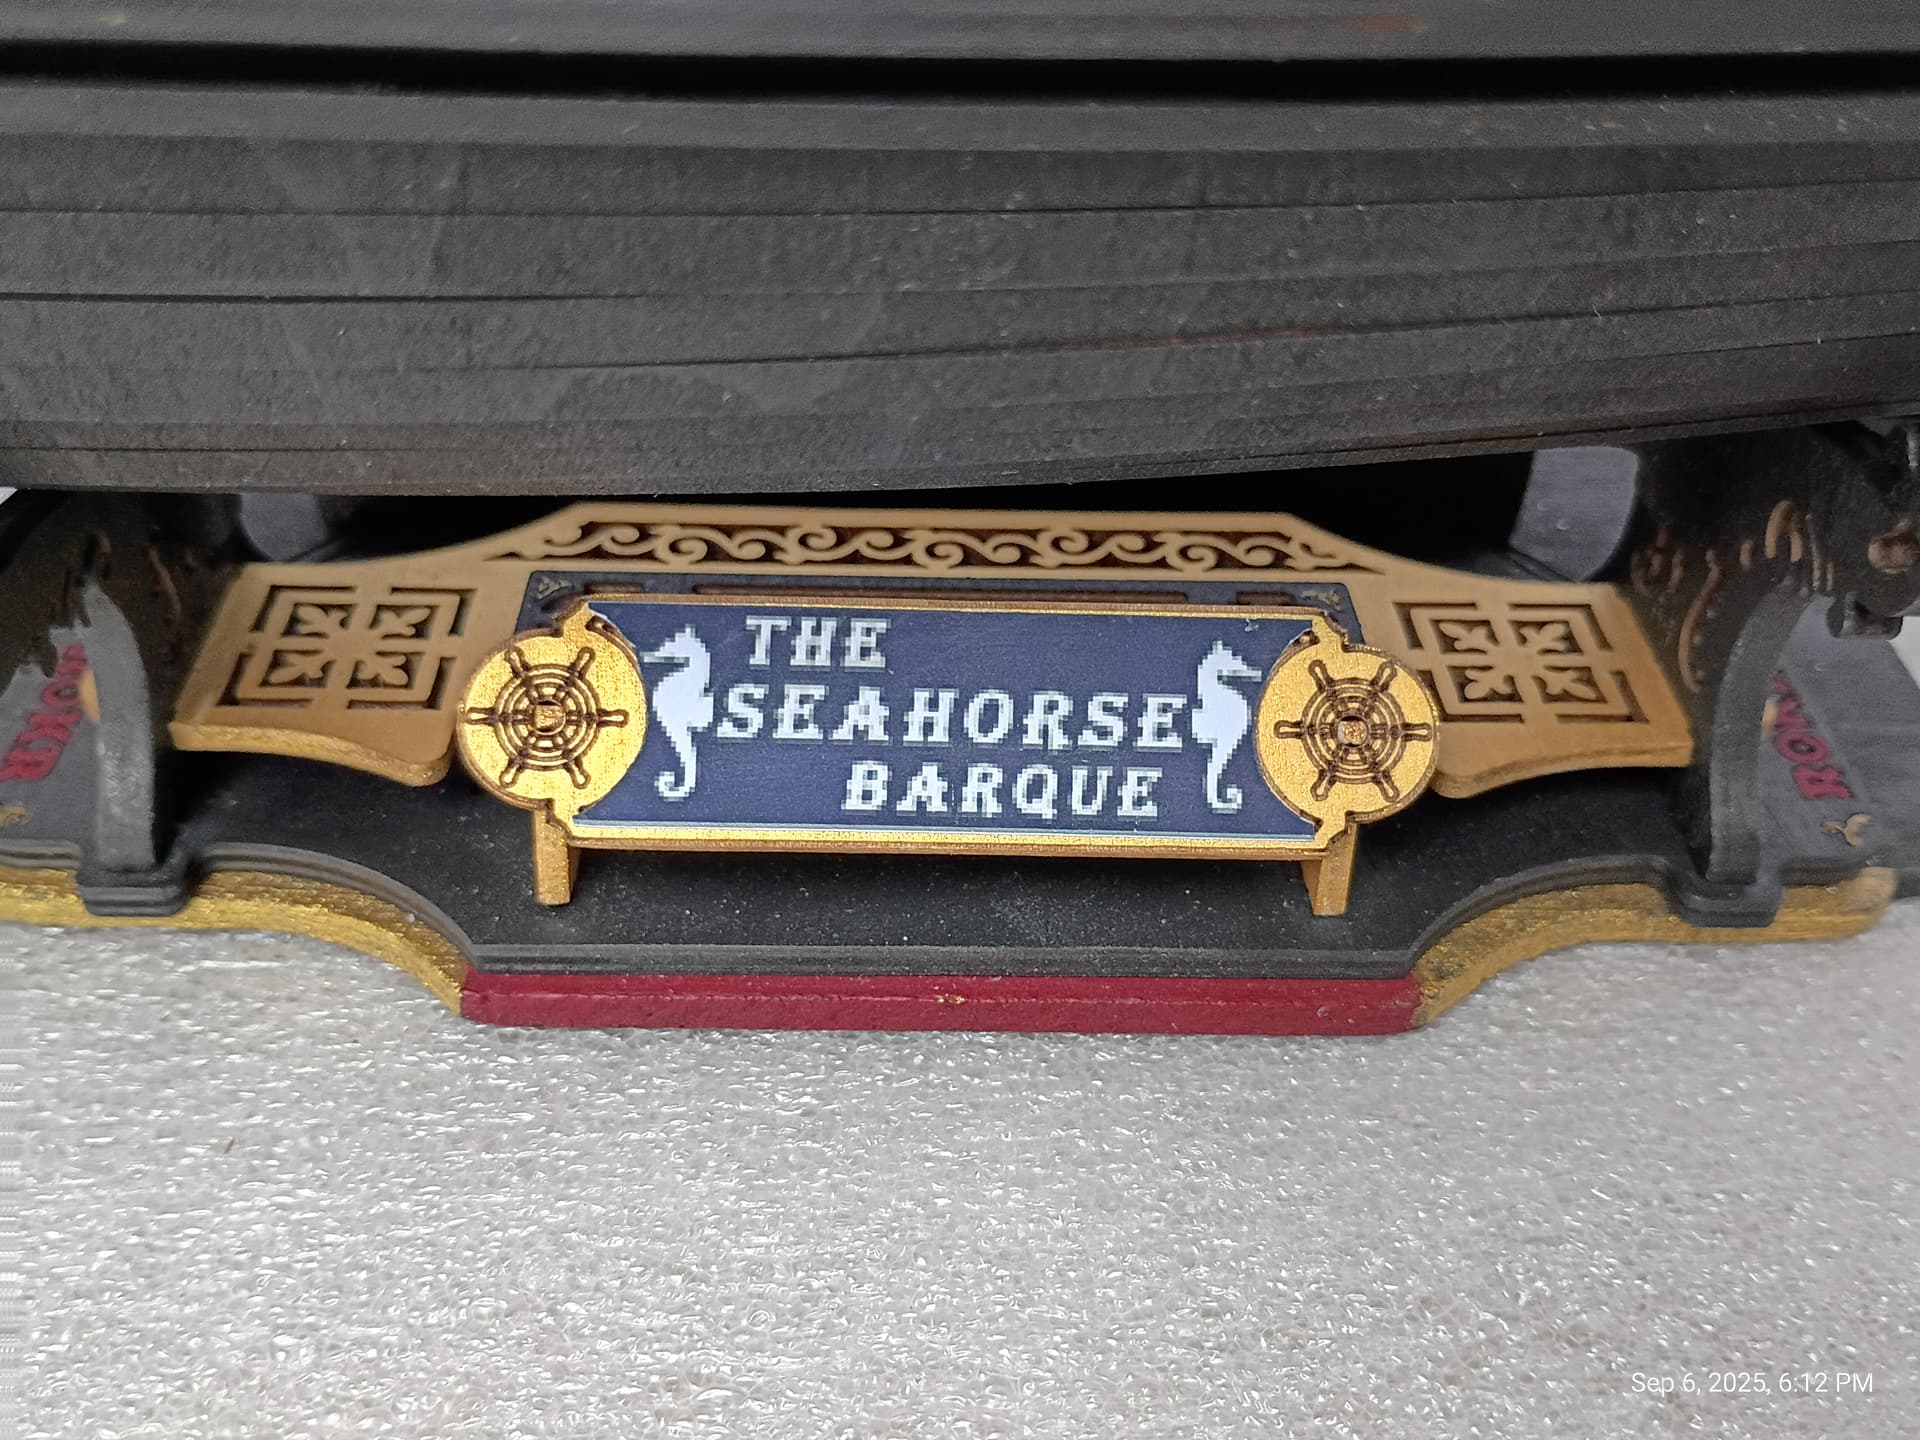 THE
SEAHORSE
BARQUE
Sep 6, 2025, 6:12 PM